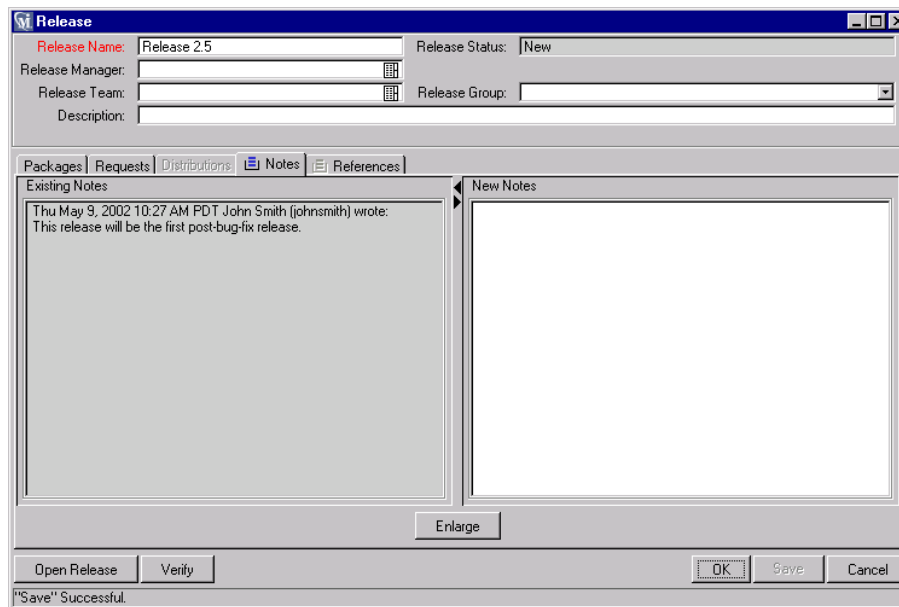 Release
Release Name: Release 2.5 Release Status: New
Release Manager:
Release Team: Release Group:
Description:
Packages Requests Distributions Notes References
Existing Notes New Notes
Thu May 9, 2002 10:27 AM PDT John Smith (johnsmith) wrote:
This release will be the first post-bug-fix release.
Enlarge
Open Release Verify OK Save Cancel
"Save" Successful.